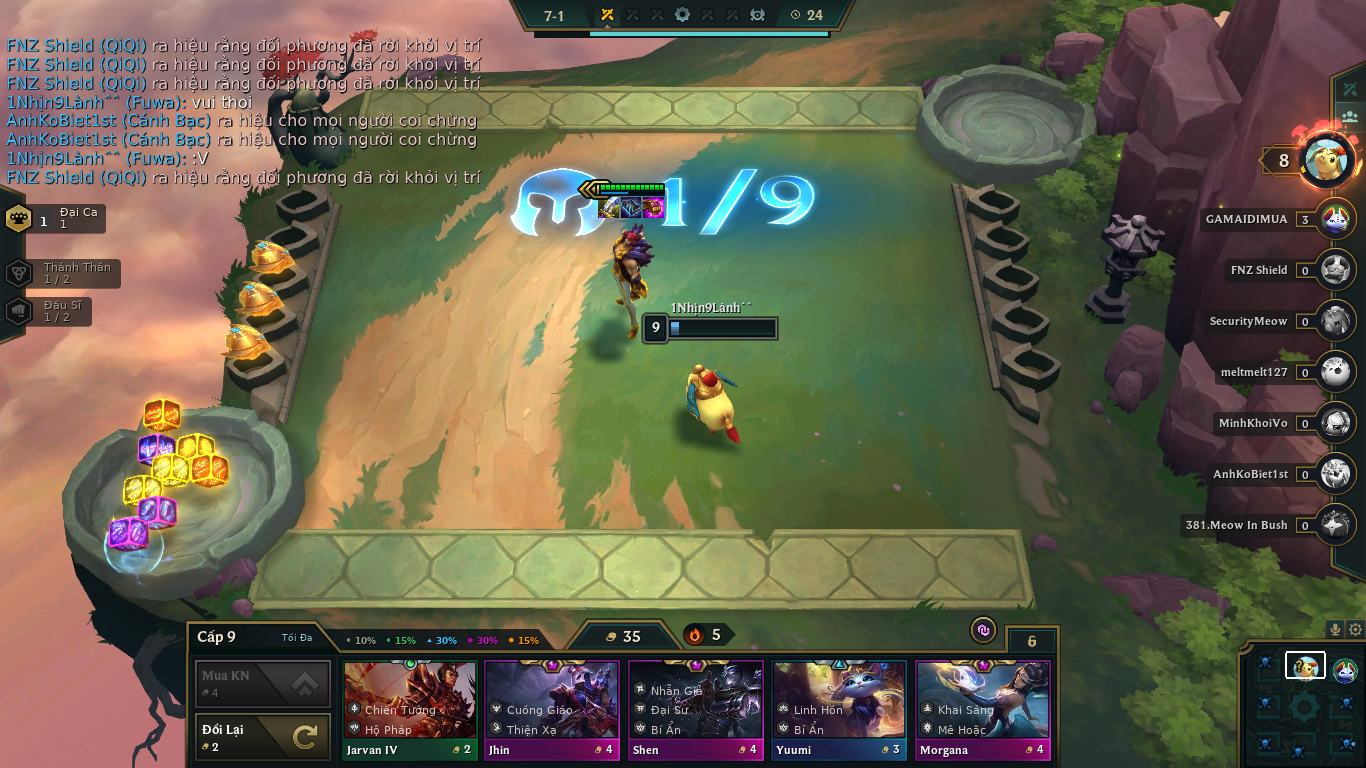 7-1
24
FNZ Shield (QiQi) ra hiệu rằng đối phương đã rời khỏi vị trí
FNZ Shield (QiQi) ra hiệu rằng đối phương đã rời khỏi vị trí
FNZ Shield (QiQi) ra hiệu rằng đối phương đã rời khỏi vị trí
1Nhịn9Lành^^ (Fuwa): vui thoi
AnhKoBiet1st (Cánh Bạc) ra hiệu cho mọi người coi chừng
AnhKoBiet1st (Cánh Bạc) ra hiệu cho mọi người coi chừng
1Nhịn9Lành^^ (Fuwa): :V
FNZ Shield (QiQi) ra hiệu rằng đối phương đã rời khỏi vị trí
1/9
8
1 Đại Ca
1
GAMAIDIMUA 3
Thánh Thần
1 / 2
FNZ Shield 0
Đấu Sĩ
1 / 2
1Nhịn9Lành^^
9
SecurityMeow 0
meltmelt127 0
MinhKhoiVo 0
AnhKoBiet1st 0
381.Meow In Bush 0
Cấp 9
Tối Đa
10% 15% 30% 30% 15%
35
5
6
Mua KN
4
Đổi Lại
2
Chiến Tướng
Hộ Pháp
Jarvan IV 2
Cuồng Giáo
Thiện Xạ
Jhin 4
Nhẫn Giả
Đại Sư
Bí Ẩn
Shen 4
Linh Hồn
Bí Ẩn
Yuumi 3
Khai Sáng
Mê Hoặc
Morgana 4